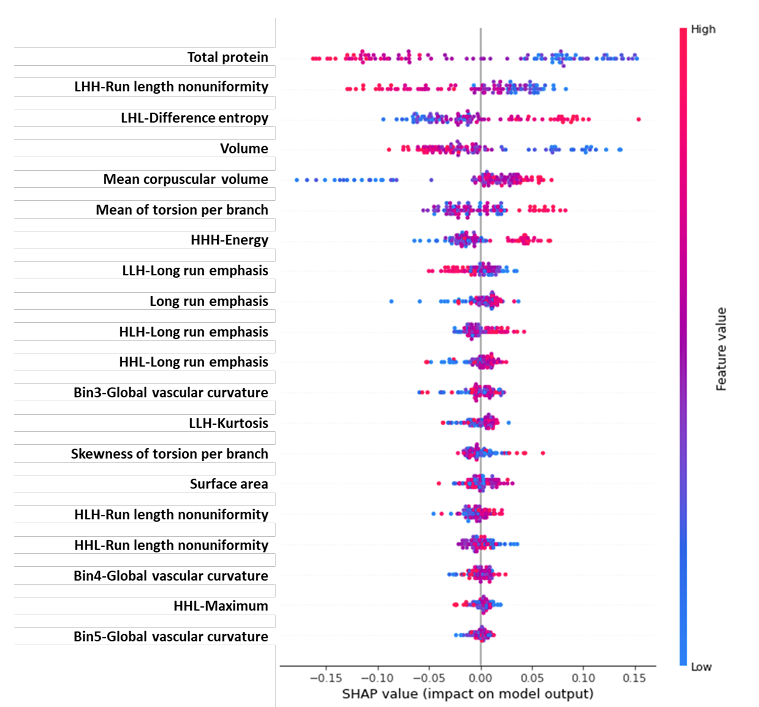 High
Total protein
LHH-Run length nonuniformity
LHL-Difference entropy
Volume
Mean corpuscular volume
Mean of torsion per branch
HHH-Energy
LLH-Long run emphasis
Long run emphasis
HLH-Long run emphasis
HHL-Long run emphasis
Bin3-Global vascular curvature
LLH-Kurtosis
Skewness of torsion per branch
Surface area
HLH-Run length nonuniformity
HHL-Run length nonuniformity
Bin4-Global vascular curvature
HHL-Maximum
Bin5-Global vascular curvature
Feature value
Low
−0.15 −0.10 −0.05 0.00 0.05 0.10 0.15
SHAP value (impact on model output)